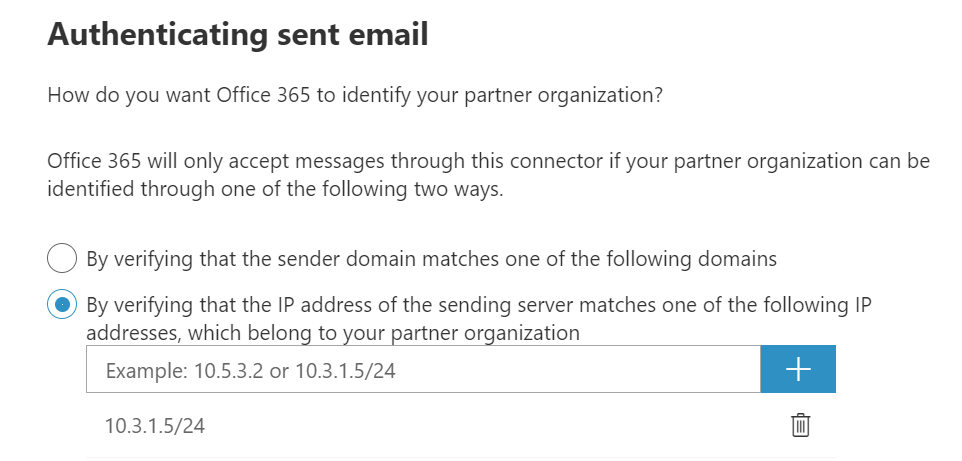 Authenticating sent email
How do you want Office 365 to identify your partner organization?
Office 365 will only accept messages through this connector if your partner organization can be
identified through one of the following two ways.
By verifying that the sender domain matches one of the following domains
By verifying that the IP address of the sending server matches one of the following IP
addresses, which belong to your partner organization
Example: 10.5.3.2 or 10.3.1.5/24
10.3.1.5/24